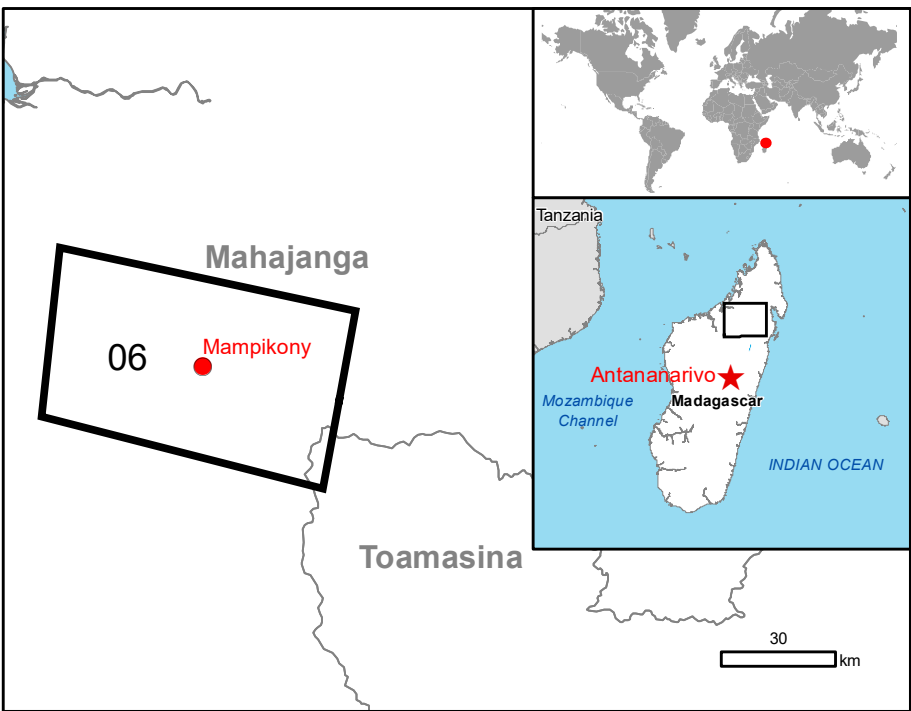 Mahajanga
Mampikony
06
Toamasina
Tanzania
Antananarivo
Mozambique
Channel
Madagascar
INDIAN OCEAN
30
km